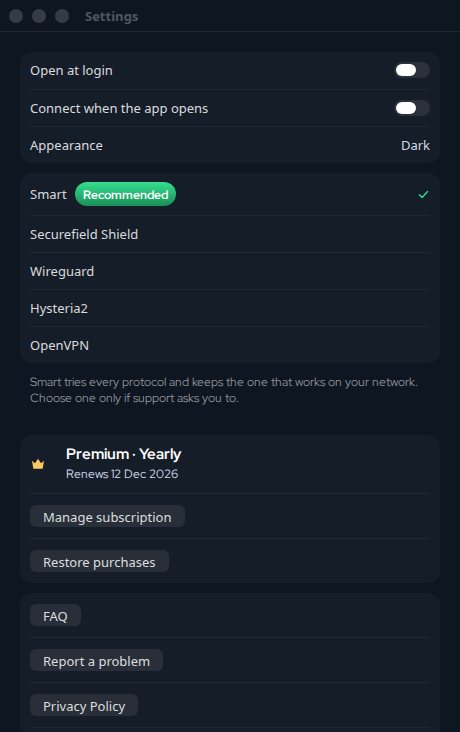 Settings
Open at login
Connect when the app opens
Appearance
Dark
Smart
Recommended
Securefield Shield
Wireguard
Hysteria2
OpenVPN
Smart tries every protocol and keeps the one that works on your network.
Choose one only if support asks you to.
Premium · Yearly
Renews 12 Dec 2026
Manage subscription
Restore purchases
FAQ
Report a problem
Privacy Policy